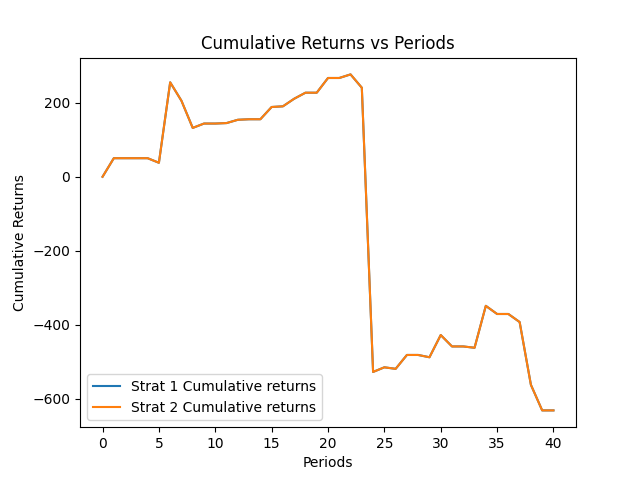 Cumulative Returns vs Periods
Cumulative Returns
200
0
−200
−400
−600
Strat 1 Cumulative returns
Strat 2 Cumulative returns
0 5 10 15 20 25 30 35 40
Periods